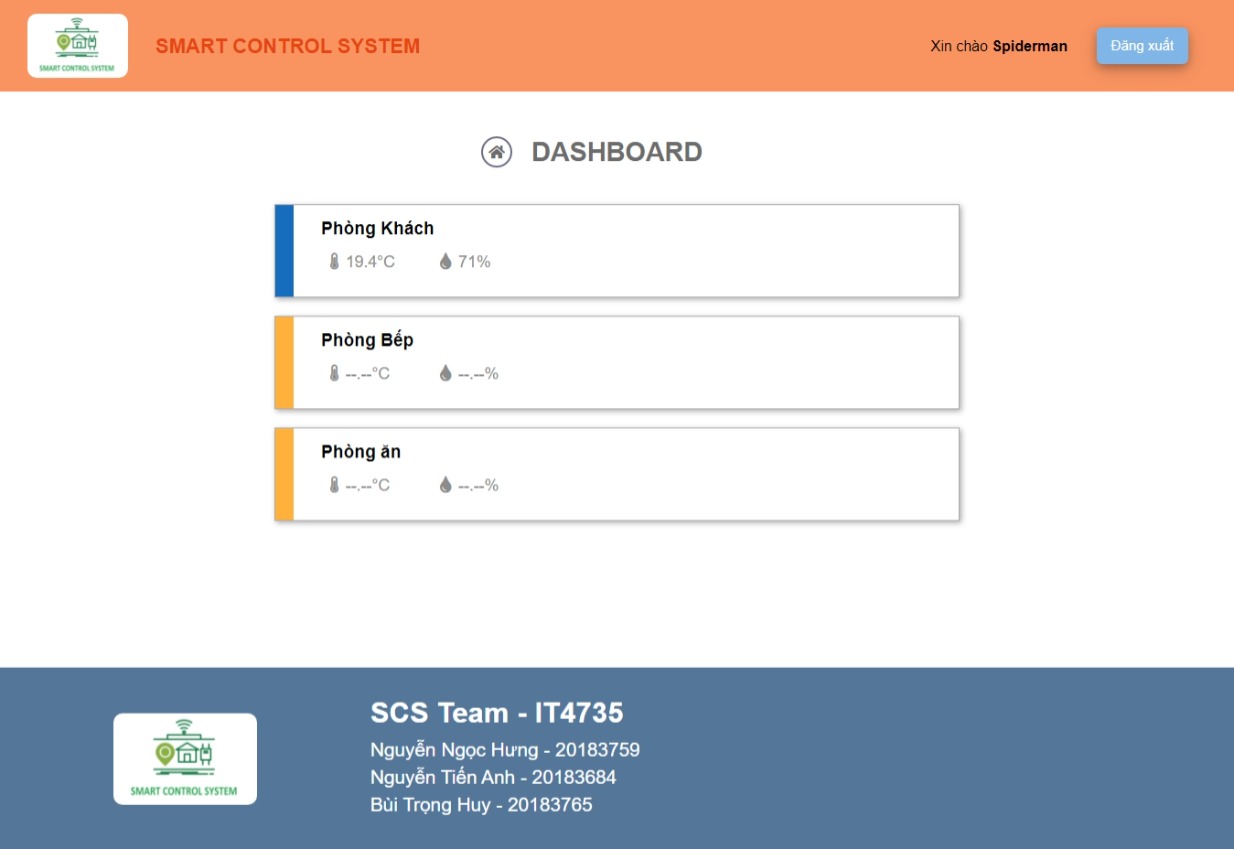 SMART CONTROL SYSTEM
SMART CONTROL SYSTEM
Xin chào Spiderman
Đăng xuất
DASHBOARD
Phòng Khách
19.4°C 71%
Phòng Bếp
--.--°C --.--%
Phòng ăn
--.--°C --.--%
SMART CONTROL SYSTEM
SCS Team - IT4735
Nguyễn Ngọc Hưng - 20183759
Nguyễn Tiến Anh - 20183684
Bùi Trọng Huy - 20183765